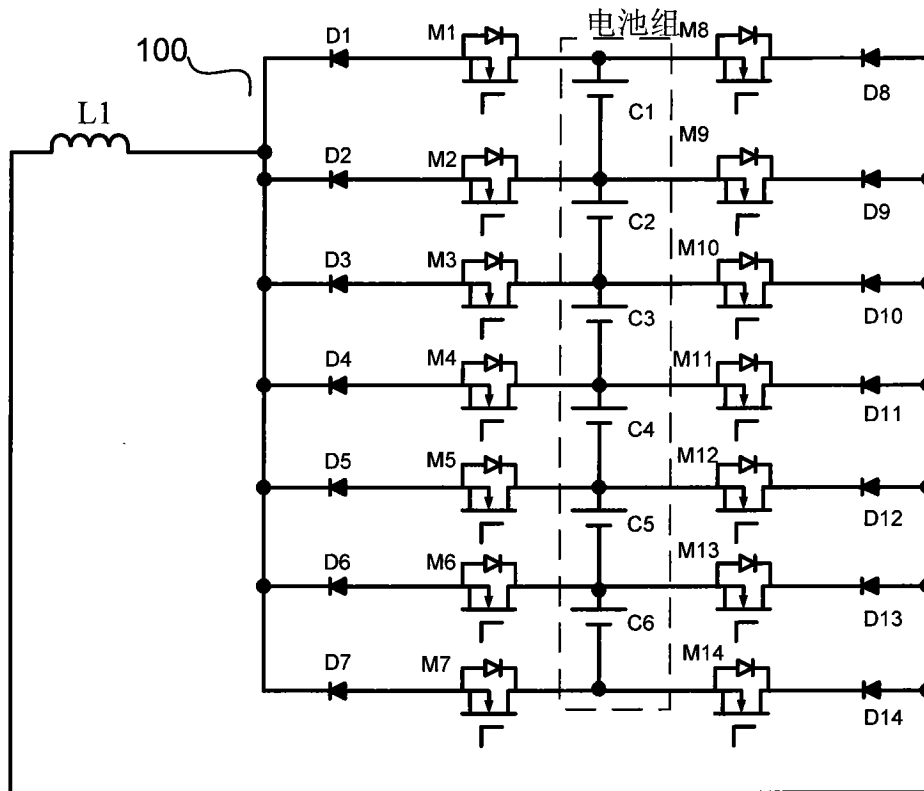 电池组
100
L1
D1 M1 C1 M8 D8
D2 M2 C2 M9 D9
D3 M3 C3 M10 D10
D4 M4 C4 M11 D11
D5 M5 C5 M12 D12
D6 M6 C6 M13 D13
D7 M7 M14 D14